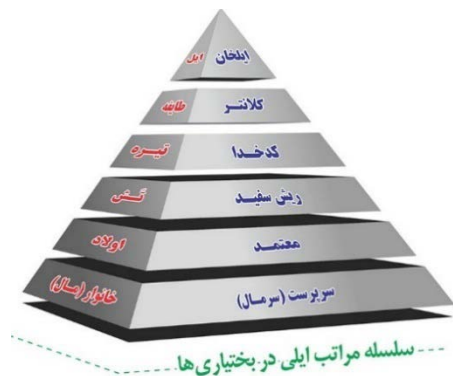 ایلخان ایل
کلانتر طایفه
کدخدا تیره
ریش سفید تَش
معتمد اولاد
سرپرست (سرمال) خانوار (مال)
سلسله مراتب ایلی در بختیاری‌ها